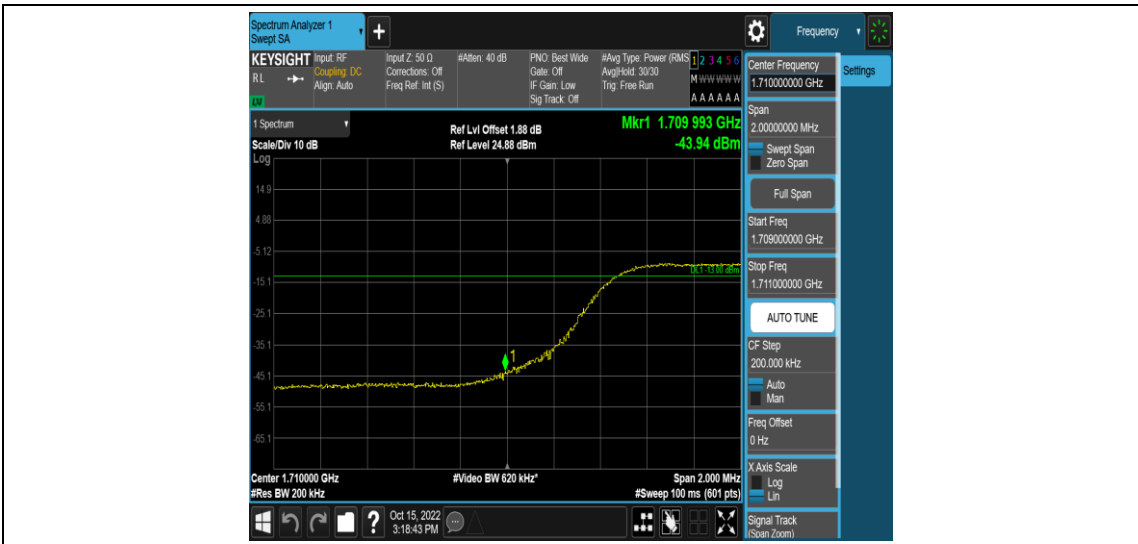 Spectrum Analyzer 1
Swept SA
+
Frequency
KEYSIGHT
RL
LXI
Input: RF
Coupling: DC
Align: Auto
Input Z: 50 Ω
Corrections: Off
Freq Ref: Int (S)
#Atten: 40 dB
PNO: Best Wide
Gate: Off
IF Gain: Low
Sig Track: Off
#Avg Type: Power (RMS
Avg|Hold: 30/30
Trig: Free Run
1 2 3 4 5 6
M W W W W W
A A A A A A
1 Spectrum
Scale/Div 10 dB
Log
Ref Lvl Offset 1.88 dB
Ref Level 24.88 dBm
Mkr1 1.709 993 GHz
-43.94 dBm
14.9
4.88
-5.12
-15.1
-25.1
-35.1
-45.1
-55.1
-65.1
DL1 -13.00 dBm
1
Center 1.710000 GHz
#Res BW 200 kHz
#Video BW 620 kHz*
Span 2.000 MHz
#Sweep 100 ms (601 pts)
?
Oct 15, 2022
3:18:43 PM
Center Frequency
1.710000000 GHz
Settings
Span
2.00000000 MHz
Swept Span
Zero Span
Full Span
Start Freq
1.709000000 GHz
Stop Freq
1.711000000 GHz
AUTO TUNE
CF Step
200.000 kHz
Auto
Man
Freq Offset
0 Hz
X Axis Scale
Log
Lin
Signal Track
(Span Zoom)